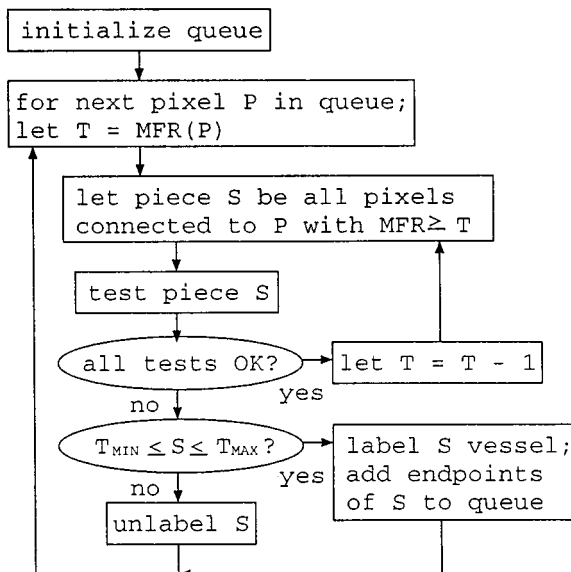 initialize queue
for next pixel P in queue;
let T = MFR(P)
let piece S be all pixels
connected to P with MFR≥ T
test piece S
all tests OK?
yes
let T = T - 1
no
TMIN ≤ S ≤ TMAX?
yes
label S vessel;
add endpoints
of S to queue
no
unlabel S